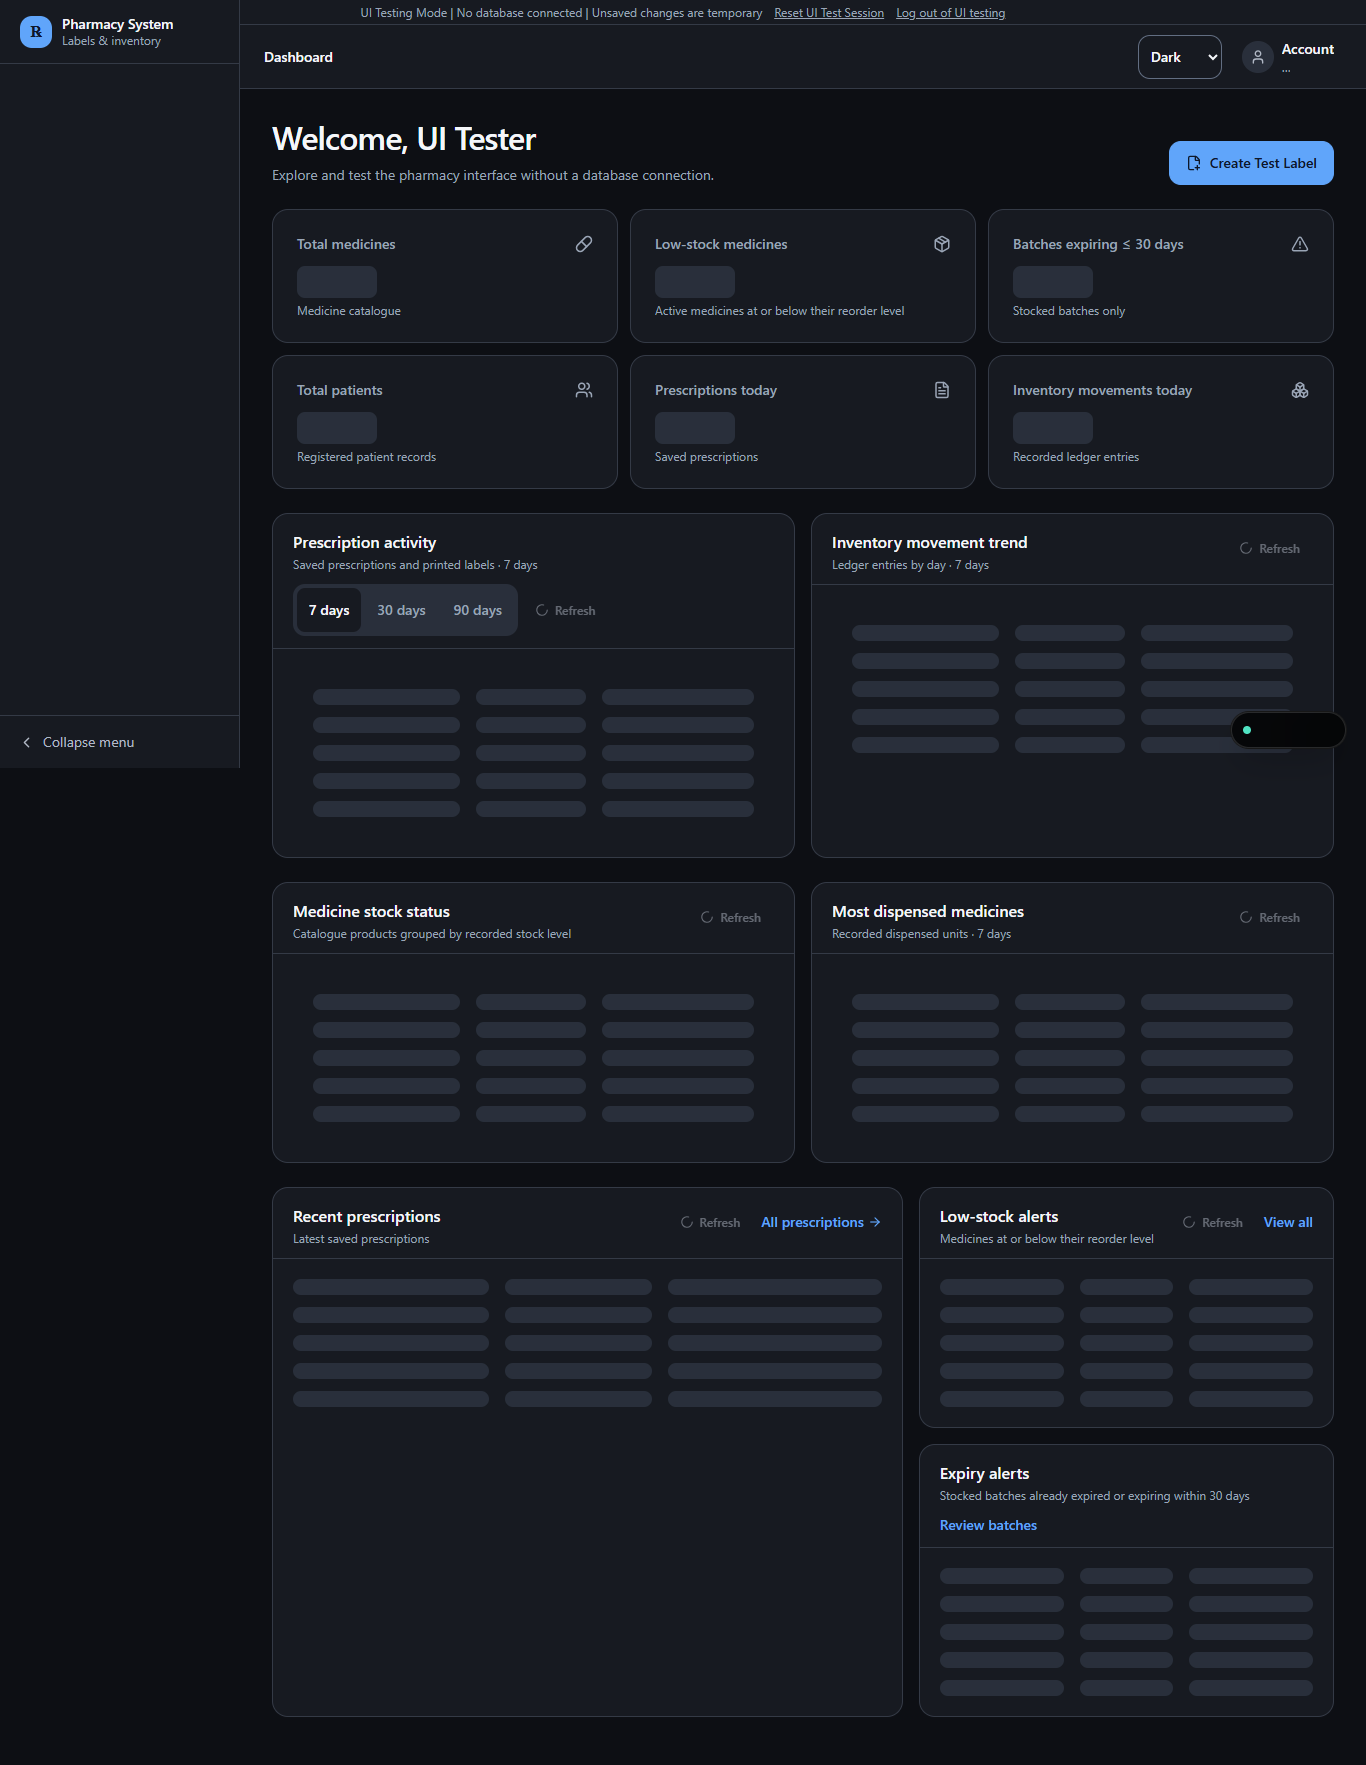 ℞
Pharmacy System
Labels & inventory
UI Testing Mode | No database connected | Unsaved changes are temporary Reset UI Test Session Log out of UI testing
Dashboard
Dark
Account
...
Welcome, UI Tester
Explore and test the pharmacy interface without a database connection.
Create Test Label
Total medicines
Medicine catalogue
Low-stock medicines
Active medicines at or below their reorder level
Batches expiring ≤ 30 days
Stocked batches only
Total patients
Registered patient records
Prescriptions today
Saved prescriptions
Inventory movements today
Recorded ledger entries
Prescription activity
Saved prescriptions and printed labels · 7 days
7 days 30 days 90 days Refresh
Inventory movement trend
Ledger entries by day · 7 days
Refresh
Collapse menu
Medicine stock status
Catalogue products grouped by recorded stock level
Refresh
Most dispensed medicines
Recorded dispensed units · 7 days
Refresh
Recent prescriptions
Latest saved prescriptions
Refresh All prescriptions →
Low-stock alerts
Medicines at or below their reorder level
Refresh View all
Expiry alerts
Stocked batches already expired or expiring within 30 days
Review batches